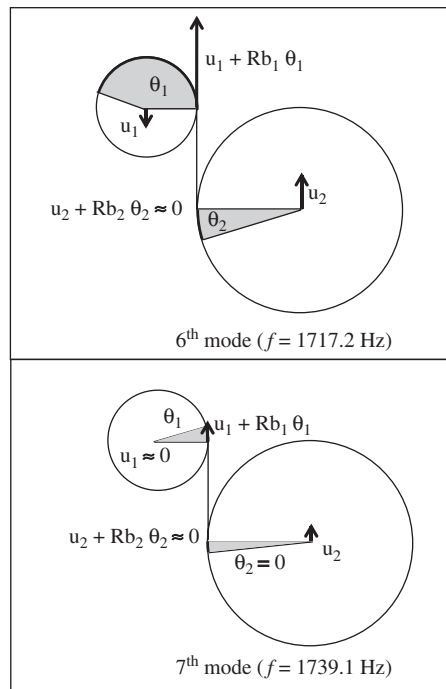 θ₁
u₁ + Rb₁ θ₁
u₁
u₂ + Rb₂ θ₂ ≈ 0
θ₂
u₂
6th mode (f = 1717.2 Hz)
θ₁
u₁ + Rb₁ θ₁
u₁ ≈ 0
u₂ + Rb₂ θ₂ ≈ 0
θ₂ = 0
u₂
7th mode (f = 1739.1 Hz)